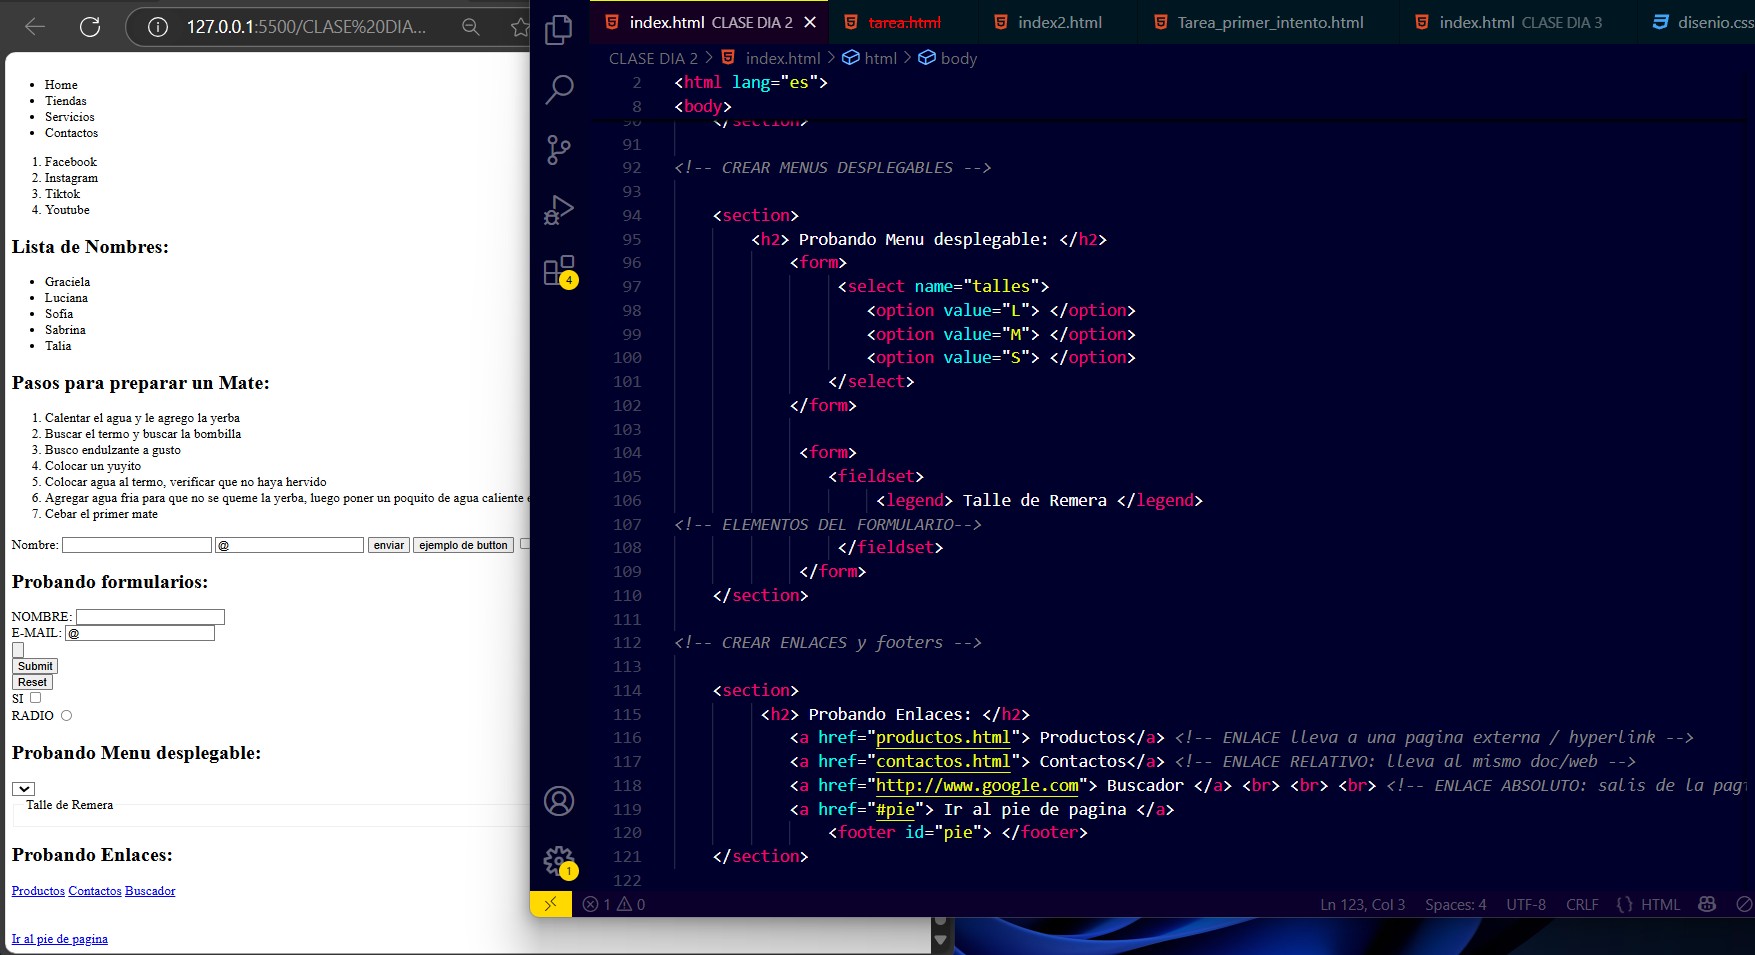 127.0.0.1:5500/CLASE%20DIA...
Home
Tiendas
Servicios
Contactos
1. Facebook
2. Instagram
3. Tiktok
4. Youtube
Lista de Nombres:
Graciela
Luciana
Sofía
Sabrina
Talia
Pasos para preparar un Mate:
1. Calentar el agua y le agrego la yerba
2. Buscar el termo y buscar la bombilla
3. Busco endulzante a gusto
4. Colocar un yuyito
5. Colocar agua al termo, verificar que no haya hervido
6. Agregar agua fria para que no se queme la yerba, luego poner un poquito de agua caliente e
7. Cebar el primer mate
Nombre: @ enviar ejemplo de button
Probando formularios:
NOMBRE:
E-MAIL: @
Submit
Reset
SI
RADIO
Probando Menu desplegable:
Talle de Remera
Probando Enlaces:
Productos Contactos Buscador
Ir al pie de pagina
index.html CLASE DIA 2 tarea.html index2.html Tarea_primer_intento.html index.html CLASE DIA 3 disenio.css
CLASE DIA 2 > index.html > html > body
2 <html lang="es">
8 <body>
90 </section>
91
92 <!-- CREAR MENUS DESPLEGABLES -->
93
94 <section>
95 <h2> Probando Menu desplegable: </h2>
96 <form>
97 <select name="talles">
98 <option value="L"> </option>
99 <option value="M"> </option>
100 <option value="S"> </option>
101 </select>
102 </form>
103
104 <form>
105 <fieldset>
106 <legend> Talle de Remera </legend>
107 <!-- ELEMENTOS DEL FORMULARIO-->
108 </fieldset>
109 </form>
110 </section>
111
112 <!-- CREAR ENLACES y footers -->
113
114 <section>
115 <h2> Probando Enlaces: </h2>
116 <a href="productos.html"> Productos</a> <!-- ENLACE lleva a una pagina externa / hyperlink -->
117 <a href="contactos.html"> Contactos</a> <!-- ENLACE RELATIVO: lleva al mismo doc/web -->
118 <a href="http://www.google.com"> Buscador </a> <br> <br> <br> <!-- ENLACE ABSOLUTO: salis de la pag
119 <a href="#pie"> Ir al pie de pagina </a>
120 <footer id="pie"> </footer>
121 </section>
122
4
1
1 0 Ln 123, Col 3 Spaces: 4 UTF-8 CRLF {} HTML